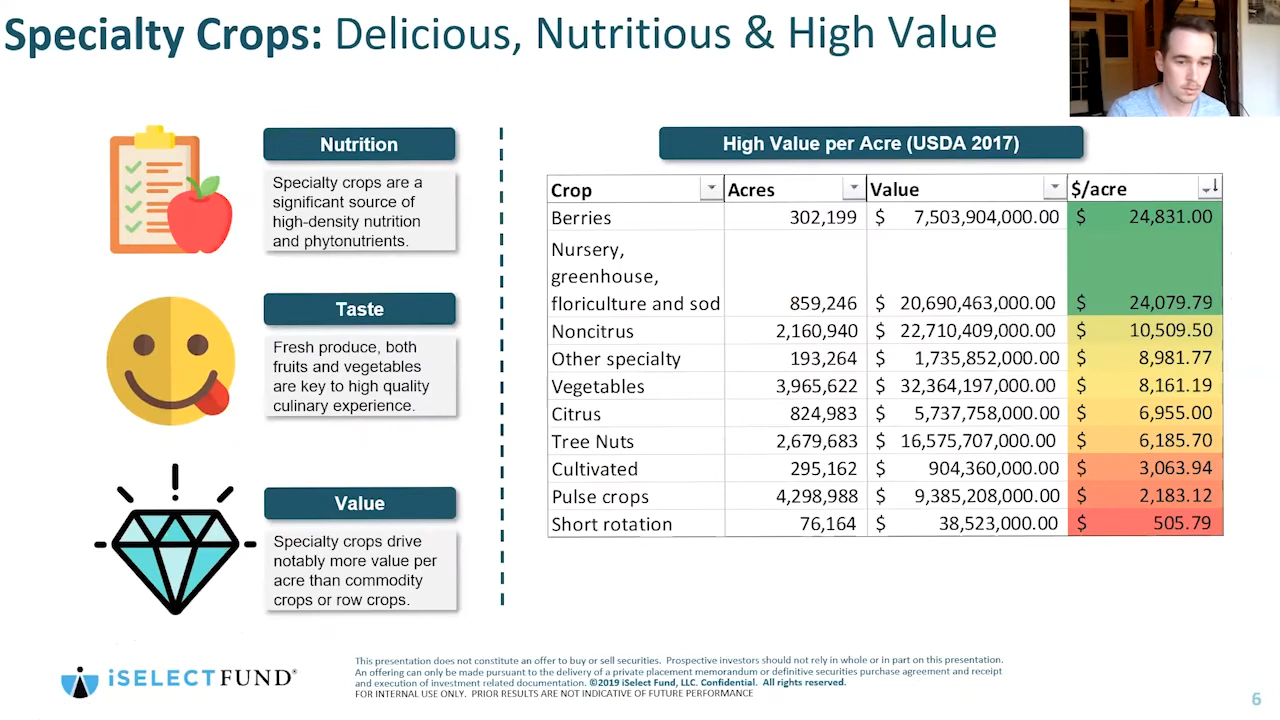 Specialty Crops: Delicious, Nutritious & High Value
Nutrition
Specialty crops are a
significant source of
high-density nutrition
and phytonutrients.
Taste
Fresh produce, both
fruits and vegetables
are key to high quality
culinary experience.
Value
Specialty crops drive
notably more value per
acre than commodity
crops or row crops.
High Value per Acre (USDA 2017)
Crop Acres Value $/acre
Berries 302,199 $ 7,503,904,000.00 $ 24,831.00
Nursery,
greenhouse,
floriculture and sod 859,246 $ 20,690,463,000.00 $ 24,079.79
Noncitrus 2,160,940 $ 22,710,409,000.00 $ 10,509.50
Other specialty 193,264 $ 1,735,852,000.00 $ 8,981.77
Vegetables 3,965,622 $ 32,364,197,000.00 $ 8,161.19
Citrus 824,983 $ 5,737,758,000.00 $ 6,955.00
Tree Nuts 2,679,683 $ 16,575,707,000.00 $ 6,185.70
Cultivated 295,162 $ 904,360,000.00 $ 3,063.94
Pulse crops 4,298,988 $ 9,385,208,000.00 $ 2,183.12
Short rotation 76,164 $ 38,523,000.00 $ 505.79
iSELECTFUND®
This presentation does not constitute an offer to buy or sell securities. Prospective investors should not rely in whole or in part on this presentation.
An offering can only be made pursuant to the delivery of a private placement memorandum or definitive securities purchase agreement and receipt
and execution of investment related documentation. ©2019 iSelect Fund, LLC. Confidential. All rights reserved.
FOR INTERNAL USE ONLY. PRIOR RESULTS ARE NOT INDICATIVE OF FUTURE PERFORMANCE
6